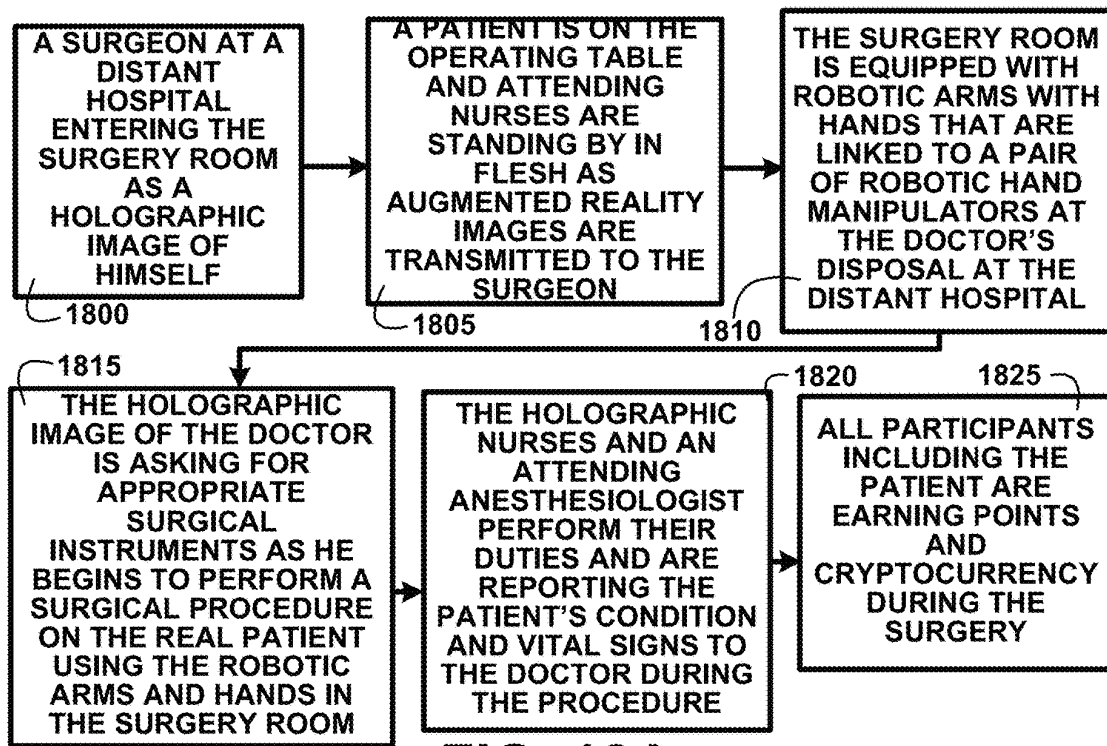 A SURGEON AT A
DISTANT
HOSPITAL
ENTERING THE
SURGERY ROOM
AS A
HOLOGRAPHIC
IMAGE OF
HIMSELF
1800
A PATIENT IS ON THE
OPERATING TABLE
AND ATTENDING
NURSES ARE
STANDING BY IN
FLESH AS
AUGMENTED REALITY
IMAGES ARE
TRANSMITTED TO THE
SURGEON
1805
THE SURGERY ROOM
IS EQUIPPED WITH
ROBOTIC ARMS WITH
HANDS THAT ARE
LINKED TO A PAIR
OF ROBOTIC HAND
MANIPULATORS AT
THE DOCTOR'S
DISPOSAL AT THE
DISTANT HOSPITAL
1810
1815
THE HOLOGRAPHIC
IMAGE OF THE DOCTOR
IS ASKING FOR
APPROPRIATE
SURGICAL
INSTRUMENTS AS HE
BEGINS TO PERFORM A
SURGICAL PROCEDURE
ON THE REAL PATIENT
USING THE ROBOTIC
ARMS AND HANDS IN
THE SURGERY ROOM
1820
THE HOLOGRAPHIC
NURSES AND AN
ATTENDING
ANESTHESIOLOGIST
PERFORM THEIR
DUTIES AND ARE
REPORTING THE
PATIENT'S CONDITION
AND VITAL SIGNS TO
THE DOCTOR DURING
THE PROCEDURE
1825
ALL PARTICIPANTS
INCLUDING THE
PATIENT ARE
EARNING POINTS
AND
CRYPTOCURRENCY
DURING THE
SURGERY